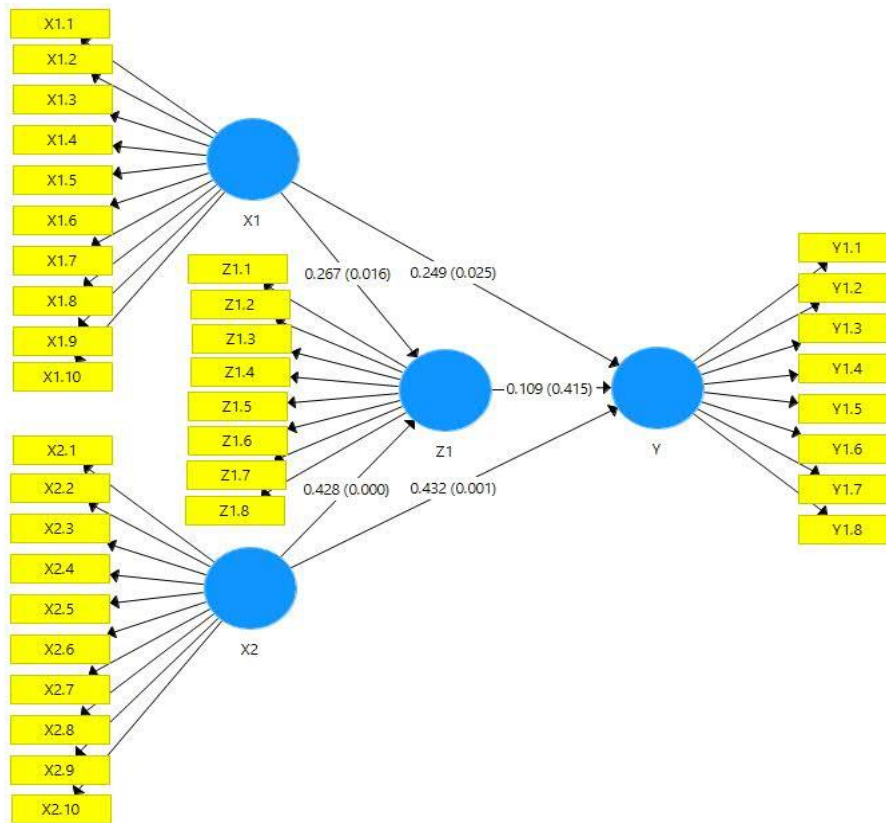 X1.1
X1.2
X1.3
X1.4
X1.5
X1.6
X1.7
X1.8
X1.9
X1.10
X1
0.267 (0.016)
0.249 (0.025)
Z1.1
Z1.2
Z1.3
Z1.4
Z1.5
Z1.6
Z1.7
Z1.8
Z1
0.109 (0.415)
Y
Y1.1
Y1.2
Y1.3
Y1.4
Y1.5
Y1.6
Y1.7
Y1.8
0.428 (0.000)
0.432 (0.001)
X2.1
X2.2
X2.3
X2.4
X2.5
X2.6
X2.7
X2.8
X2.9
X2.10
X2